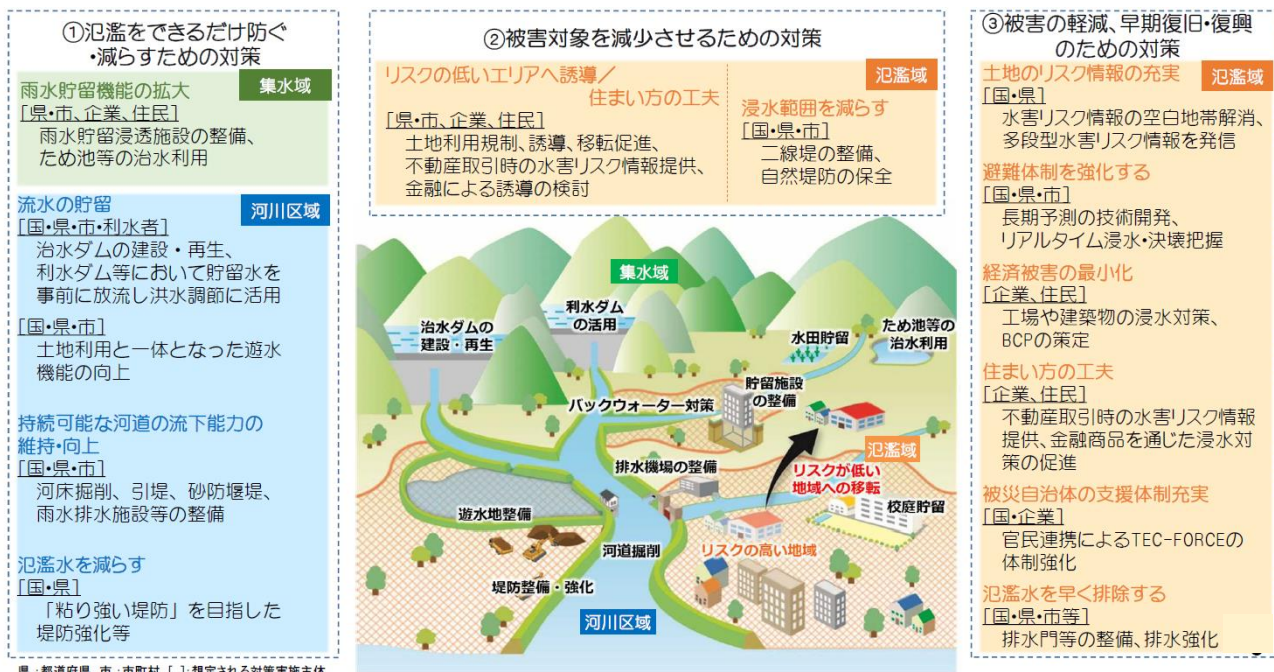 ①氾濫をできるだけ防ぐ
・減らすための対策
集水域
雨水貯留機能の拡大
[県・市、企業、住民]
雨水貯留浸透施設の整備、
ため池等の治水利用
流水の貯留
河川区域
[国・県・市・利水者]
治水ダムの建設・再生、
利水ダム等において貯留水を
事前に放流し洪水調節に活用
[国・県・市]
土地利用と一体となった遊水
機能の向上
持続可能な河道の流下能力の
維持・向上
[国・県・市]
河床掘削、引堤、砂防堰堤、
雨水排水施設等の整備
氾濫水を減らす
[国・県]
「粘り強い堤防」を目指した
堤防強化等
県：都道府県、市：市町村　[　]：想定される対策実施主体
②被害対象を減少させるための対策
リスクの低いエリアへ誘導／
住まい方の工夫
[県・市、企業、住民]
土地利用規制、誘導、移転促進、
不動産取引時の水害リスク情報提供、
金融による誘導の検討
氾濫域
浸水範囲を減らす
[国・県・市]
二線堤の整備、
自然堤防の保全
集水域
治水ダムの
建設・再生
利水ダム
の活用
水田貯留
ため池等の
治水利用
バックウォーター対策
貯留施設
の整備
氾濫域
排水機場の整備
リスクが低い
地域への移転
校庭貯留
遊水地整備
河道掘削
リスクの高い地域
堤防整備・強化
河川区域
③被害の軽減、早期復旧・復興
のための対策
土地のリスク情報の充実
氾濫域
[国・県]
水害リスク情報の空白地帯解消、
多段型水害リスク情報を発信
避難体制を強化する
[国・県・市]
長期予測の技術開発、
リアルタイム浸水・決壊把握
経済被害の最小化
[企業、住民]
工場や建築物の浸水対策、
BCPの策定
住まい方の工夫
[企業、住民]
不動産取引時の水害リスク情報
提供、金融商品を通じた浸水対
策の促進
被災自治体の支援体制充実
[国・企業]
官民連携によるTEC-FORCEの
体制強化
氾濫水を早く排除する
[国・県・市等]
排水門等の整備、排水強化